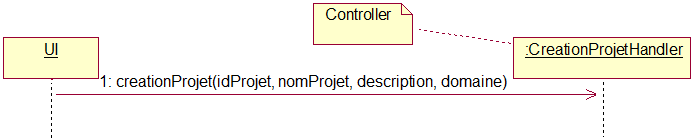 Controller
UI
:CreationProjetHandler
1: creationProjet(idProjet, nomProjet, description, domaine)